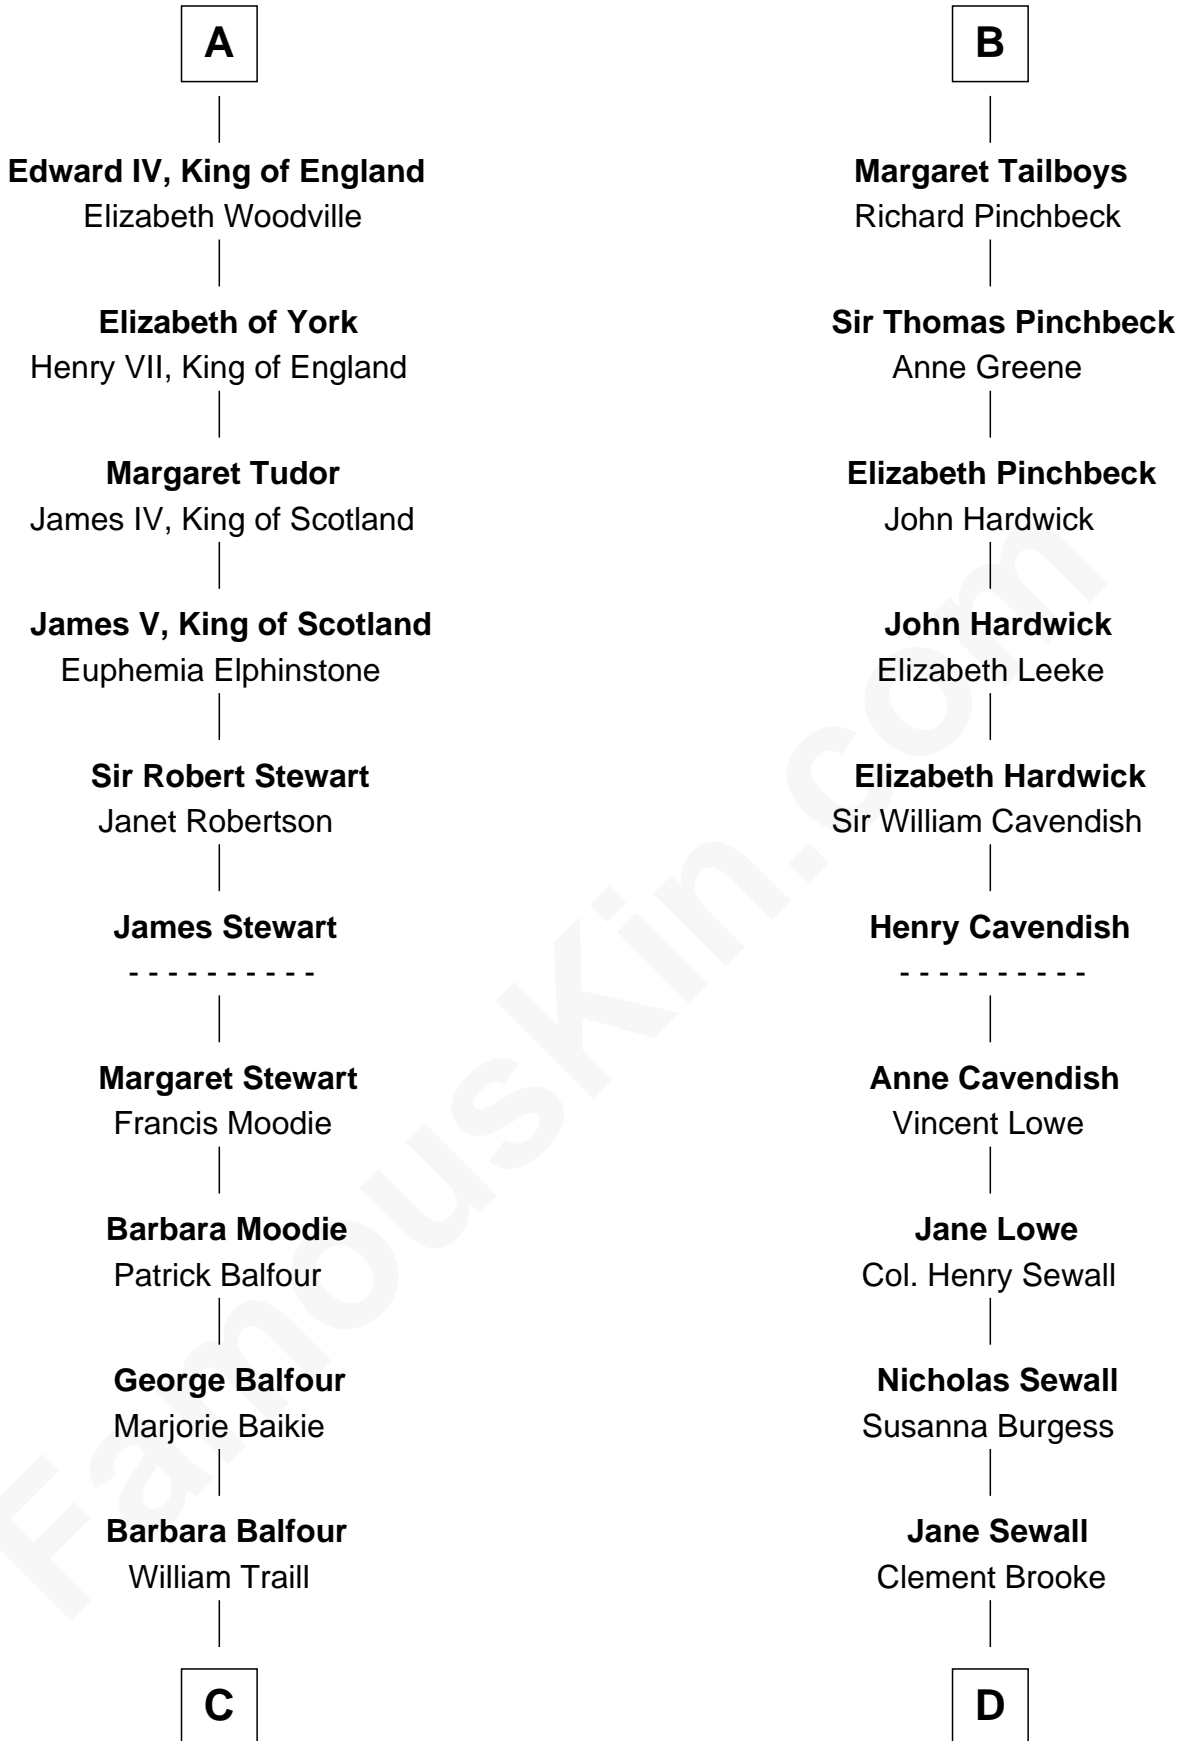 A
Edward IV, King of England
Elizabeth Woodville
Elizabeth of York
Henry VII, King of England
Margaret Tudor
James IV, King of Scotland
James V, King of Scotland
Euphemia Elphinstone
Sir Robert Stewart
Janet Robertson
James Stewart
- - - - - - - - - -
Margaret Stewart
Francis Moodie
Barbara Moodie
Patrick Balfour
George Balfour
Marjorie Baikie
Barbara Balfour
William Traill
C
B
Margaret Tailboys
Richard Pinchbeck
Sir Thomas Pinchbeck
Anne Greene
Elizabeth Pinchbeck
John Hardwick
John Hardwick
Elizabeth Leeke
Elizabeth Hardwick
Sir William Cavendish
Henry Cavendish
- - - - - - - - - -
Anne Cavendish
Vincent Lowe
Jane Lowe
Col. Henry Sewall
Nicholas Sewall
Susanna Burgess
Jane Sewall
Clement Brooke
D
FamousKin.com